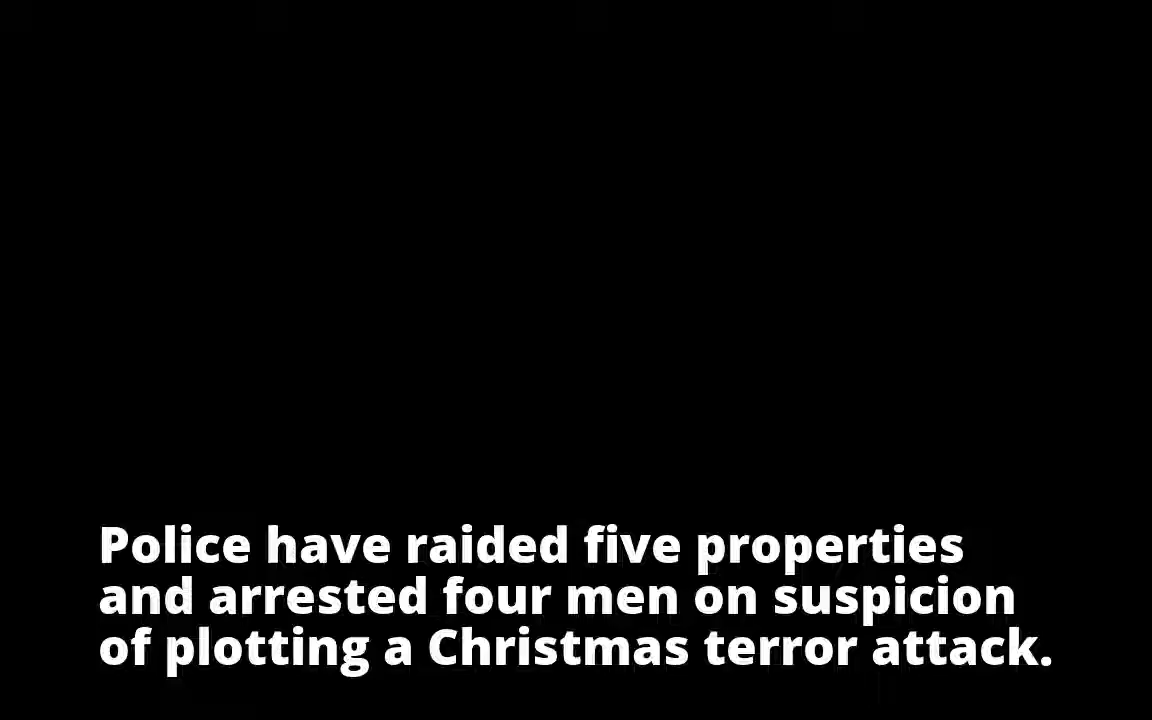 Police have raided five properties
and arrested four men on suspicion
of plotting a Christmas terror attack.